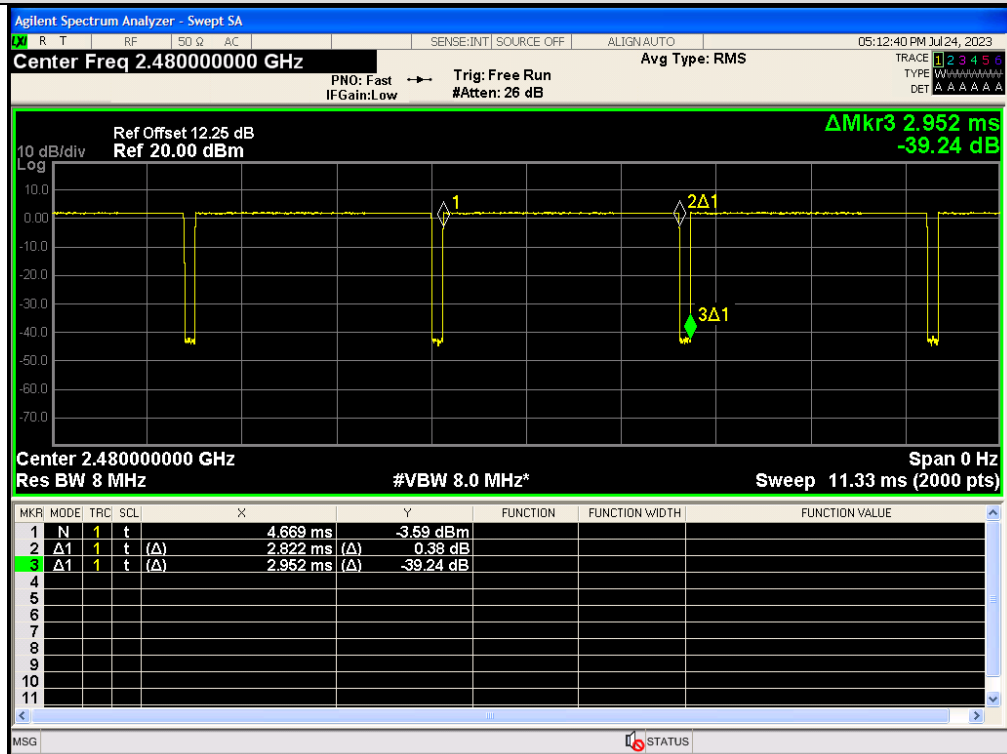 Agilent Spectrum Analyzer - Swept SA
LXI R T RF 50 Ω AC SENSE:INT SOURCE OFF ALIGN AUTO 05:12:40 PM Jul 24, 2023
Center Freq 2.480000000 GHz
PNO: Fast
IFGain:Low
Trig: Free Run
#Atten: 26 dB
Avg Type: RMS
TRACE 1 2 3 4 5 6
TYPE W W W W W W
DET A A A A A A
ΔMkr3 2.952 ms
-39.24 dB
Ref Offset 12.25 dB
10 dB/div Ref 20.00 dBm
Log
10.0
0.00
-10.0
-20.0
-30.0
-40.0
-50.0
-60.0
-70.0
1
2Δ1
3Δ1
Center 2.480000000 GHz Span 0 Hz
Res BW 8 MHz #VBW 8.0 MHz* Sweep 11.33 ms (2000 pts)
MKR MODE TRC SCL X Y FUNCTION FUNCTION WIDTH FUNCTION VALUE
1 N 1 t 4.669 ms -3.59 dBm
2 Δ1 1 t (Δ) 2.822 ms (Δ) 0.38 dB
3 Δ1 1 t (Δ) 2.952 ms (Δ) -39.24 dB
4
5
6
7
8
9
10
11
MSG STATUS